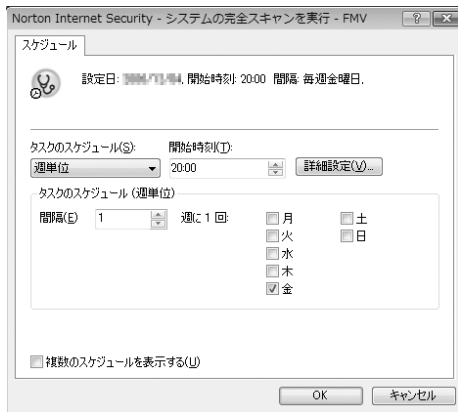 Norton Internet Security - システムの完全スキャンを実行 - FMV
スケジュール
設定日: 開始時刻: 20:00 間隔: 毎週金曜日.
タスクのスケジュール(S):
開始時刻(T):
週単位
20:00
詳細設定(V)...
タスクのスケジュール (週単位)
間隔(E) 1 週に 1 回:
月
土
火
日
水
木
金
複数のスケジュールを表示する(U)
OK
キャンセル